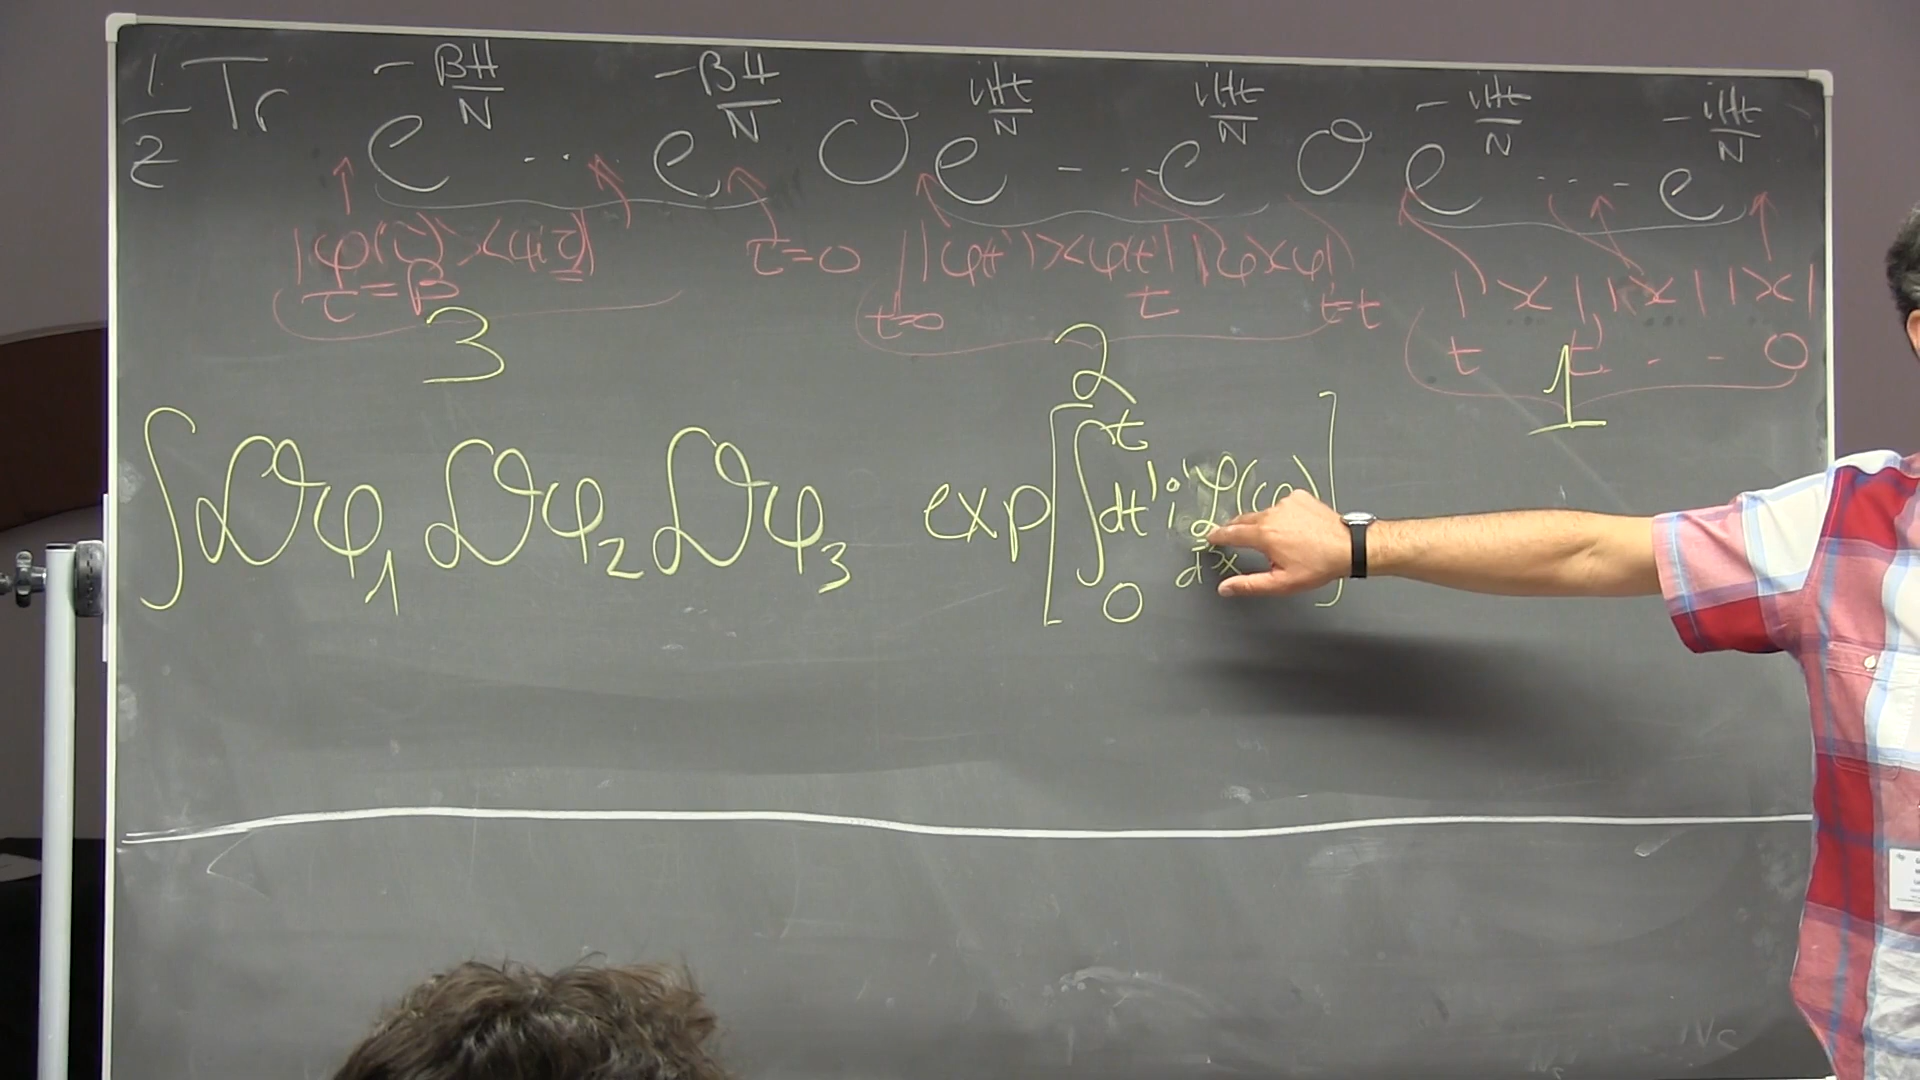 1/2 Tr e^{-βH/N} ... e^{-βH/N} O e^{iHt/N} - - . e^{iHt/N} O e^{-iHt/N} . . - e^{-iHt/N}
|φ(τ)><φ(τ)| τ=0 |φ(t')><φ(t')| |φ><φ| | >< | | >< | | >< |
τ=β t=0 t t=t t t' . - - 0
3 2 1
∫Dφ₁ Dφ₂ Dφ₃ exp[∫₀ᵗ dt' i L(φ)
d³x ]